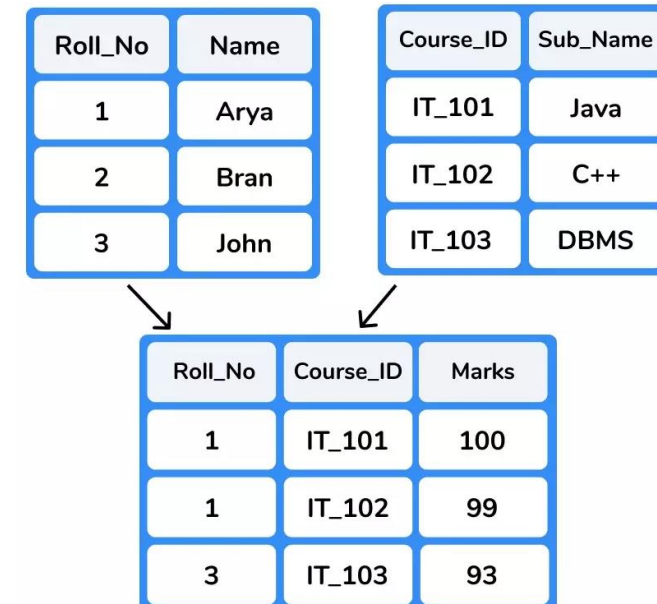 Roll_No Name
1 Arya
2 Bran
3 John
Course_ID Sub_Name
IT_101 Java
IT_102 C++
IT_103 DBMS
Roll_No Course_ID Marks
1 IT_101 100
1 IT_102 99
3 IT_103 93